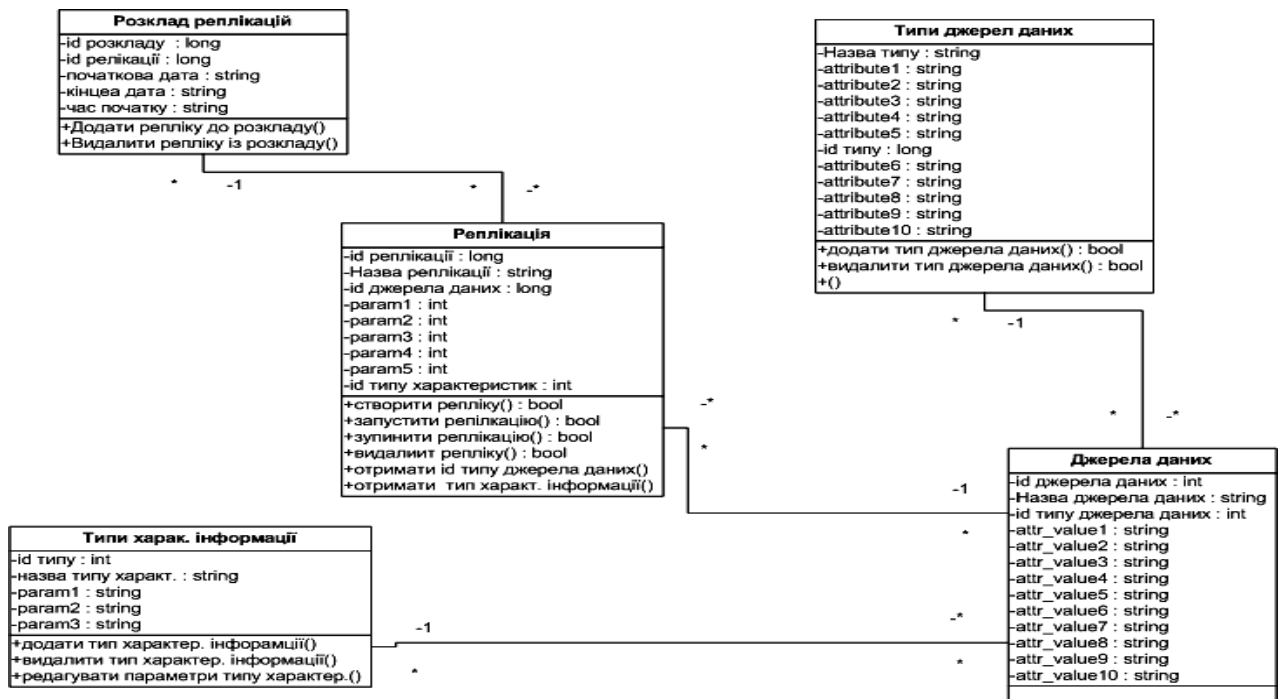 Розклад реплікацій
-id розкладу : long
-id релікації : long
-початкова дата : string
-кінцеа дата : string
-час початку : string
+Додати репліку до розкладу()
+Видалити репліку із розкладу()
* -1
* -*
Типи джерел даних
-Назва типу : string
-attribute1 : string
-attribute2 : string
-attribute3 : string
-attribute4 : string
-attribute5 : string
-id типу : long
-attribute6 : string
-attribute7 : string
-attribute8 : string
-attribute9 : string
-attribute10 : string
+додати тип джерела даних() : bool
+видалити тип джерела даних() : bool
+()
* -1
* -*
Реплікація
-id реплікації : long
-Назва реплікації : string
-id джерела даних : long
-param1 : int
-param2 : int
-param3 : int
-param4 : int
-param5 : int
-id типу характеристик : int
+створити репліку() : bool
+запустити репілкацію() : bool
+зупинити реплікацію() : bool
+видалиит репліку() : bool
+отримати id типу джерела даних()
+отримати тип характ. інформації()
-*
*
-1
*
Джерела даних
-id джерела даних : int
-Назва джерела даних : string
-id типу джерела даних : int
-attr_value1 : string
-attr_value2 : string
-attr_value3 : string
-attr_value4 : string
-attr_value5 : string
-attr_value6 : string
-attr_value7 : string
-attr_value8 : string
-attr_value9 : string
-attr_value10 : string
Типи харак. інформації
-id типу : int
-назва типу характ. : string
-param1 : string
-param2 : string
-param3 : string
+додати тип характер. інфорамції()
+видалити тип характер. інформації()
+редагувати параметри типу характер.()
-1
*
-*
*